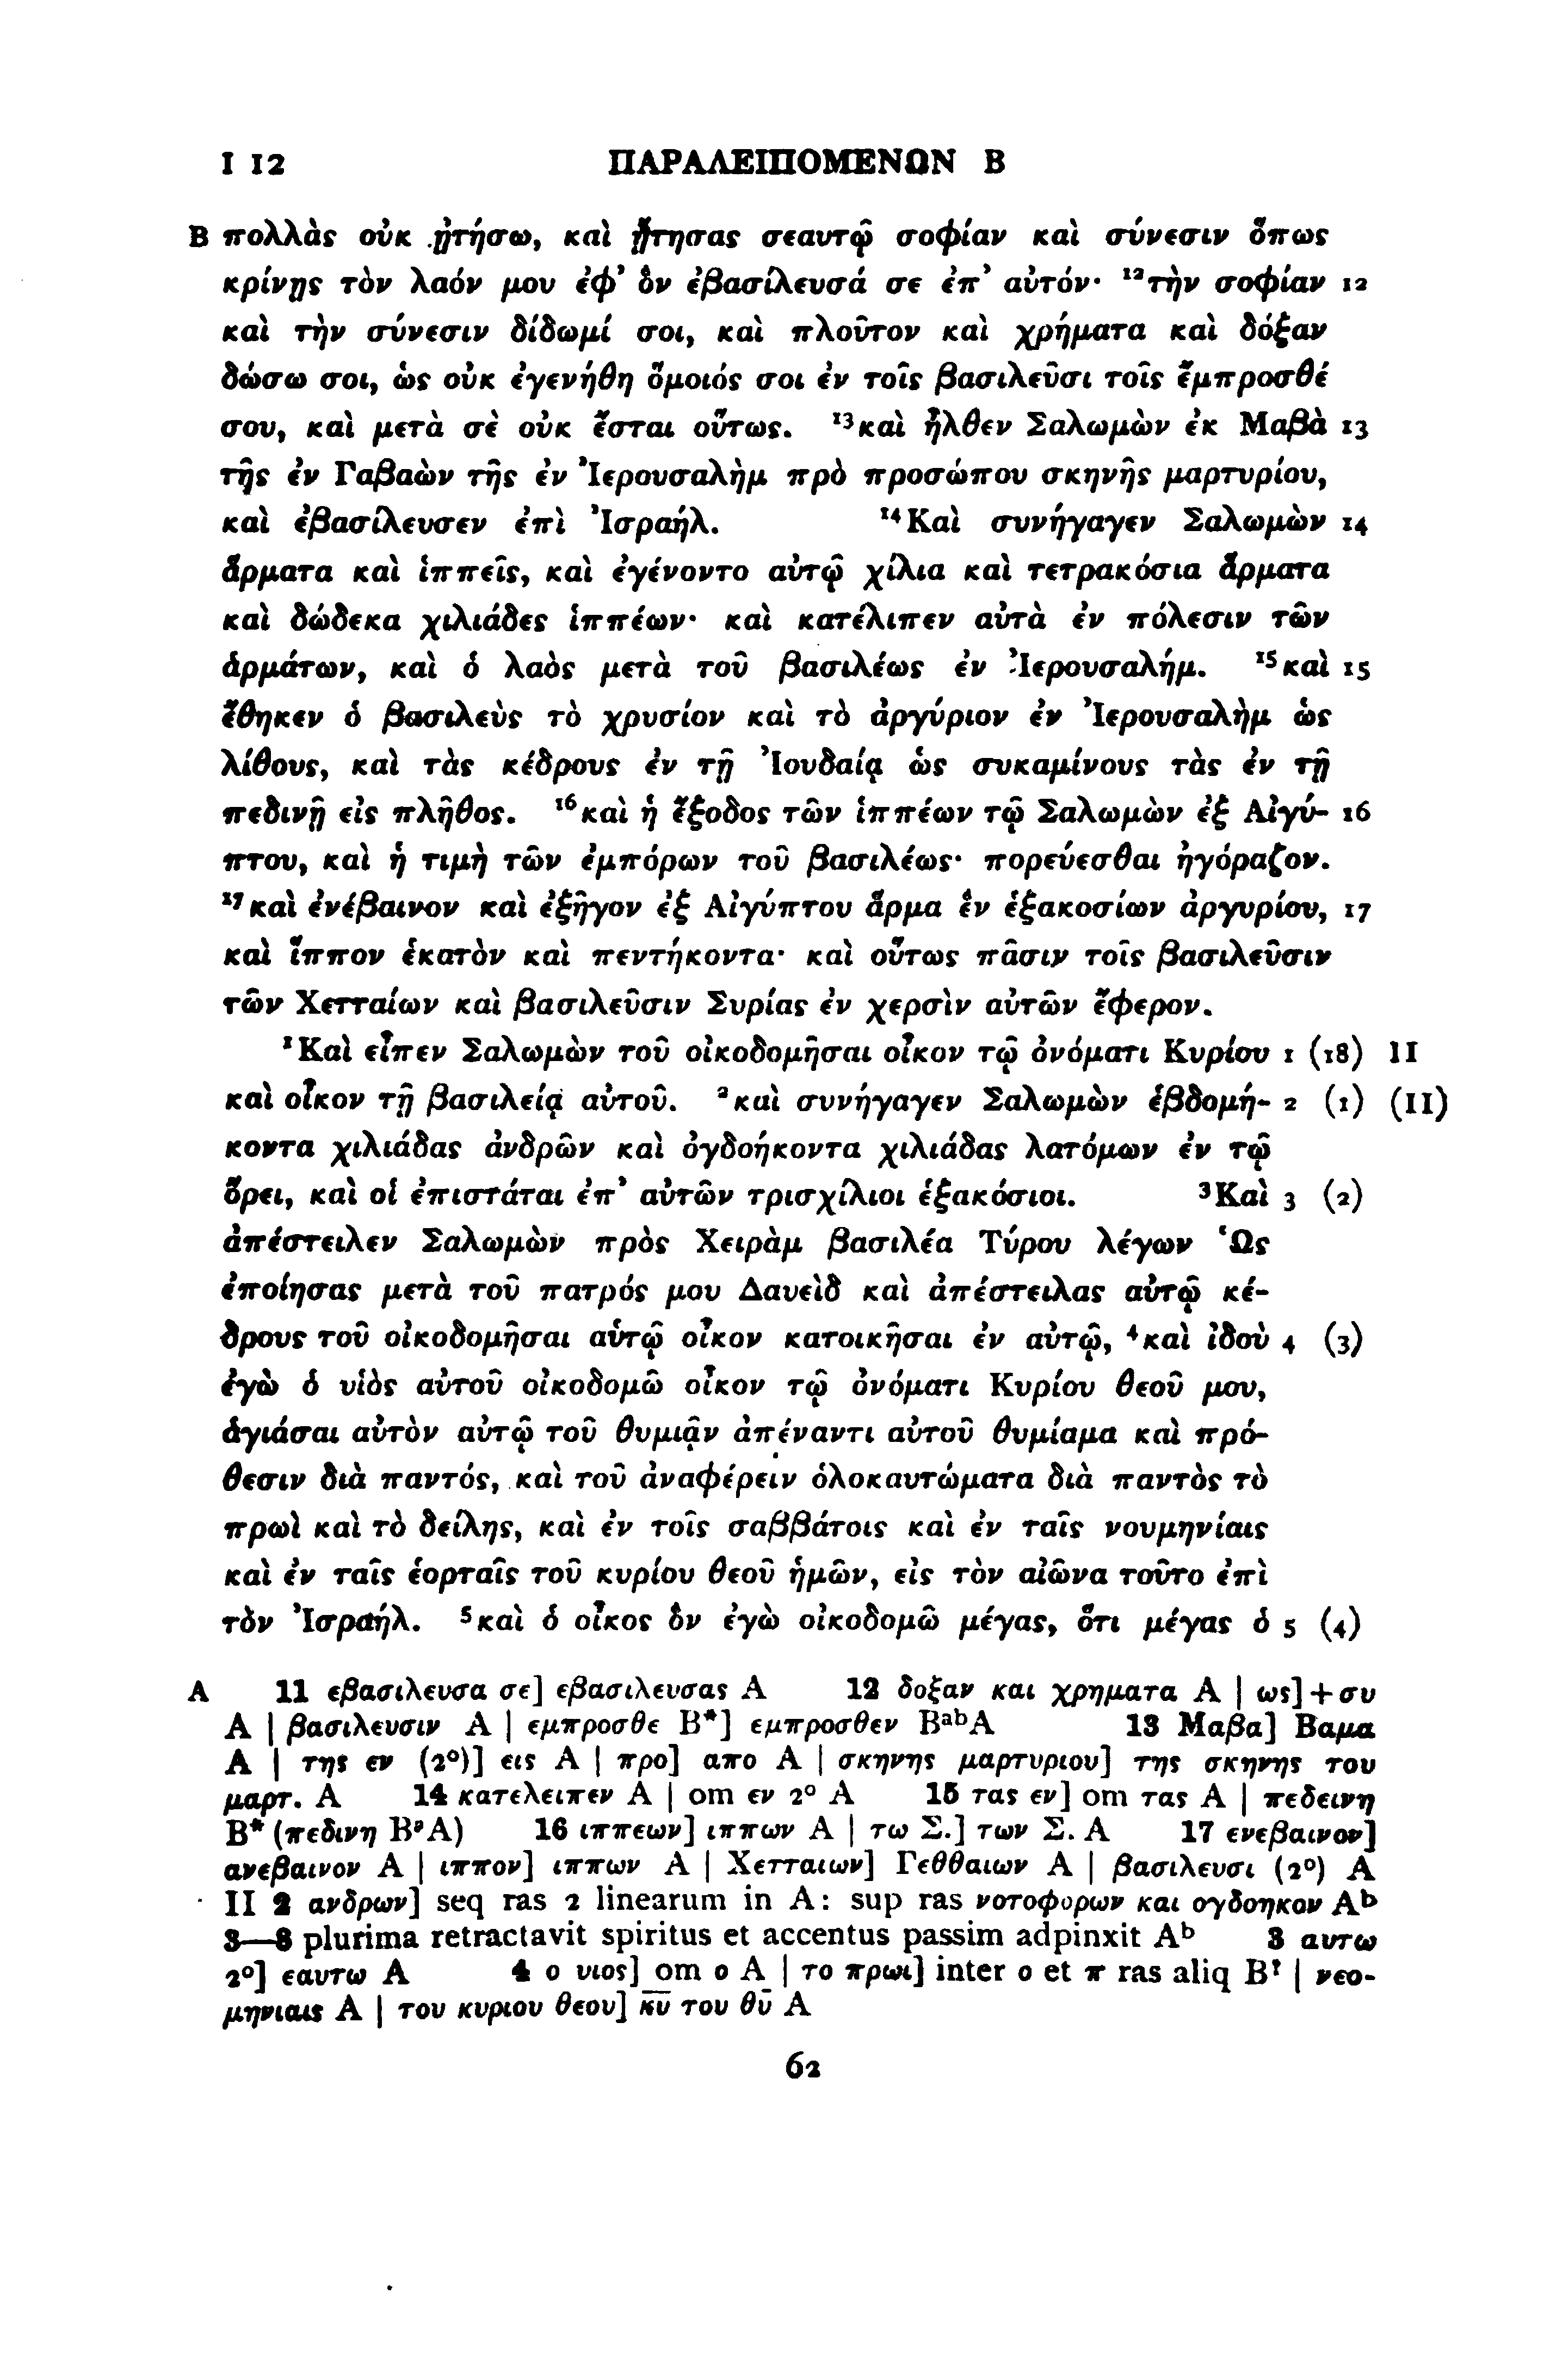 I 12 ΠΑΡΑΛΕΙΠΟΜΕΝΩΝ Β
B πολλὰς οὐκ ᾐτήσω, καὶ ᾔτησας σεαυτῷ σοφίαν καὶ σύνεσιν ὅπως
κρίνῃς τὸν λαόν μου ἐφ’ ὃν ἐβασίλευσά σε ἐπ’ αὐτόν· ¹²τὴν σοφίαν 12
καὶ τὴν σύνεσιν δίδωμί σοι, καὶ πλοῦτον καὶ χρήματα καὶ δόξαν
δώσω σοι, ὡς οὐκ ἐγενήθη ὅμοιός σοι ἐν τοῖς βασιλεῦσι τοῖς ἔμπροσθέ
σου, καὶ μετὰ σὲ οὐκ ἔσται οὕτως. ¹³καὶ ἦλθεν Σαλωμὼν ἐκ Μαβὰ 13
τῆς ἐν Γαβαὼν τῆς ἐν Ἰερουσαλὴμ πρὸ προσώπου σκηνῆς μαρτυρίου,
καὶ ἐβασίλευσεν ἐπὶ Ἰσραήλ. ¹⁴Καὶ συνήγαγεν Σαλωμὼν 14
ἅρματα καὶ ἱππεῖς, καὶ ἐγένοντο αὐτῷ χίλια καὶ τετρακόσια ἅρματα
καὶ δώδεκα χιλιάδες ἱππέων· καὶ κατέλιπεν αὐτὰ ἐν πόλεσιν τῶν
ἁρμάτων, καὶ ὁ λαὸς μετὰ τοῦ βασιλέως ἐν Ἰερουσαλήμ. ¹⁵καὶ 15
ἔθηκεν ὁ βασιλεὺς τὸ χρυσίον καὶ τὸ ἀργύριον ἐν Ἰερουσαλὴμ ὡς
λίθους, καὶ τὰς κέδρους ἐν τῇ Ἰουδαίᾳ ὡς συκαμίνους τὰς ἐν τῇ
πεδινῇ εἰς πλῆθος. ¹⁶καὶ ἡ ἔξοδος τῶν ἱππέων τῷ Σαλωμὼν ἐξ Αἰγύ- 16
πτου, καὶ ἡ τιμὴ τῶν ἐμπόρων τοῦ βασιλέως· πορεύεσθαι ἠγόραζον.
¹⁷καὶ ἐνέβαινον καὶ ἐξῆγον ἐξ Αἰγύπτου ἅρμα ἓν ἑξακοσίων ἀργυρίου, 17
καὶ ἵππον ἑκατὸν καὶ πεντήκοντα· καὶ οὕτως πᾶσιν τοῖς βασιλεῦσιν
τῶν Χετταίων καὶ βασιλεῦσιν Συρίας ἐν χερσὶν αὐτῶν ἔφερον.
¹Καὶ εἶπεν Σαλωμὼν τοῦ οἰκοδομῆσαι οἶκον τῷ ὀνόματι Κυρίου 1 (18) II
καὶ οἶκον τῇ βασιλείᾳ αὐτοῦ. ²καὶ συνήγαγεν Σαλωμὼν ἑβδομή- 2 (1) (II)
κοντα χιλιάδας ἀνδρῶν καὶ ὀγδοήκοντα χιλιάδας λατόμων ἐν τῷ
ὄρει, καὶ οἱ ἐπιστάται ἐπ’ αὐτῶν τρισχίλιοι ἑξακόσιοι. ³Καὶ 3 (2)
ἀπέστειλεν Σαλωμὼν πρὸς Χειρὰμ βασιλέα Τύρου λέγων Ὡς
ἐποίησας μετὰ τοῦ πατρός μου Δαυεὶδ καὶ ἀπέστειλας αὐτῷ κέ-
δρους τοῦ οἰκοδομῆσαι αὑτῷ οἶκον κατοικῆσαι ἐν αὐτῷ, ⁴καὶ ἰδοὺ 4 (3)
ἐγὼ ὁ υἱὸς αὐτοῦ οἰκοδομῶ οἶκον τῷ ὀνόματι Κυρίου θεοῦ μου,
ἁγιάσαι αὐτὸν αὐτῷ τοῦ θυμιᾷν ἀπέναντι αὐτοῦ θυμίαμα καὶ πρό-
θεσιν διὰ παντός, καὶ τοῦ ἀναφέρειν ὁλοκαυτώματα διὰ παντὸς τὸ
πρωὶ καὶ τὸ δείλης, καὶ ἐν τοῖς σαββάτοις καὶ ἐν ταῖς νουμηνίαις
καὶ ἐν ταῖς ἑορταῖς τοῦ κυρίου θεοῦ ἡμῶν, εἰς τὸν αἰῶνα τοῦτο ἐπὶ
τὸν Ἰσραήλ. ⁵καὶ ὁ οἶκος ὃν ἐγὼ οἰκοδομῶ μέγας, ὅτι μέγας ὁ 5 (4)
A 11 εβασιλευσα σε] εβασιλευσας A 12 δοξαν και χρηματα A | ως]+συ
A | βασιλευσιν A | εμπροσθε B*] εμπροσθεν BᵃᵇA 13 Μαβα] Βαμα
A | της εν (2°)] εις A | προ] απο A | σκηνης μαρτυριου] της σκηνης του
μαρτ. A 14 κατελειπεν A | om εν 2° A 15 τας εν] om τας A | πεδεινη
B* (πεδινη BᵃA) 16 ιππεων] ιππων A | τω Σ.] των Σ. A 17 ενεβαινον]
ανεβαινον A | ιππον] ιππων A | Χετταιων] Γεθθαιων A | βασιλευσι (2°) A
II 2 ανδρων] seq ras 2 linearum in A: sup ras νοτοφορων και ογδοηκον Aᵇ
3—8 plurima retractavit spiritus et accentus passim adpinxit Aᵇ 3 αυτω
2°] εαυτω A 4 ο υιος] om ο A | το πρωι] inter ο et π ras aliq B? | νεο-
μηνιαις A | του κυριου θεου] κ̅υ̅ του θ̅υ̅ A
62